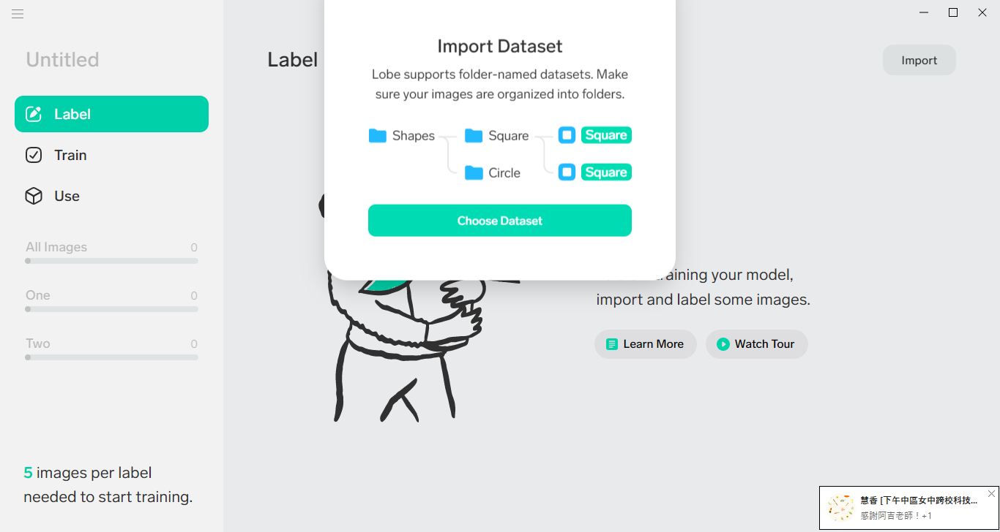 Untitled
Label
Train
Use
All Images 0
One 0
Two 0
5 images per label
needed to start training.
Label
Import
Import Dataset
Lobe supports folder-named datasets. Make
sure your images are organized into folders.
Shapes Square Square
Circle Square
Choose Dataset
training your model,
import and label some images.
Learn More Watch Tour
慧香 [下午中區女中跨校科技...
感謝阿吉老師！+1